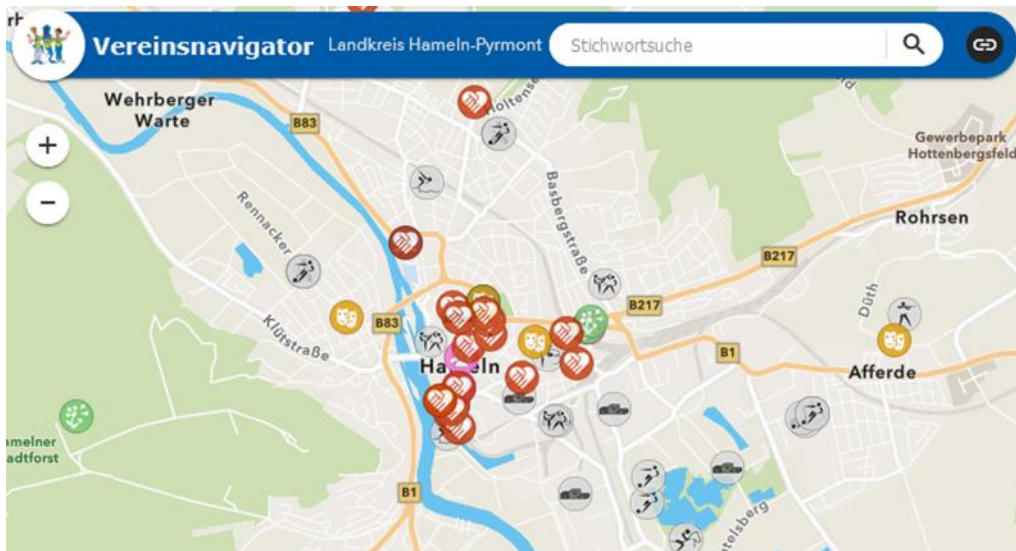 Vereinsnavigator Landkreis Hameln-Pyrmont
Stichwortsuche
Wehrberger
Warte
B83
Gewerbepark
Hottenbergsfeld
+
−
Rennacker
Basbergstraße
Rohrsen
B217
B217
Düth
Klütstraße
B83
B1
Hameln
Afferde
Stadtforst
B1